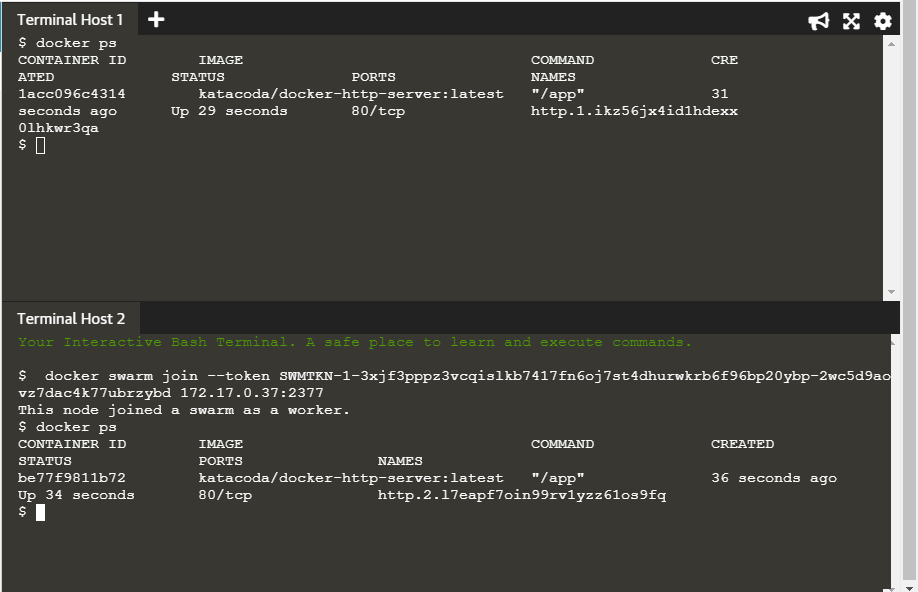 Terminal Host 1
$ docker ps
CONTAINER ID        IMAGE                                COMMAND             CRE
ATED             STATUS              PORTS               NAMES
1acc096c4314        katacoda/docker-http-server:latest   "/app"              31
seconds ago      Up 29 seconds       80/tcp              http.1.ikz56jx4id1hdexx
0lhkwr3qa
$
Terminal Host 2
Your Interactive Bash Terminal. A safe place to learn and execute commands.
$  docker swarm join --token SWMTKN-1-3xjf3pppz3vcqislkb7417fn6oj7st4dhurwkrb6f96bp20ybp-2wc5d9ao
vz7dac4k77ubrzybd 172.17.0.37:2377
This node joined a swarm as a worker.
$ docker ps
CONTAINER ID        IMAGE                                COMMAND             CREATED
STATUS              PORTS               NAMES
be77f9811b72        katacoda/docker-http-server:latest   "/app"              36 seconds ago
Up 34 seconds       80/tcp              http.2.l7eapf7oin99rv1yzz61os9fq
$